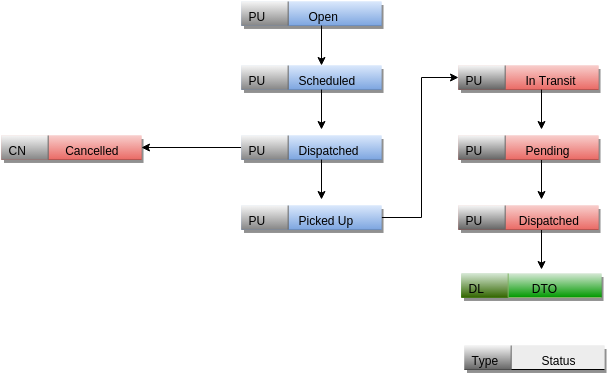 PU Open
PU Scheduled
PU In Transit
CN Cancelled
PU Dispatched
PU Pending
PU Picked Up
PU Dispatched
DL DTO
Type Status